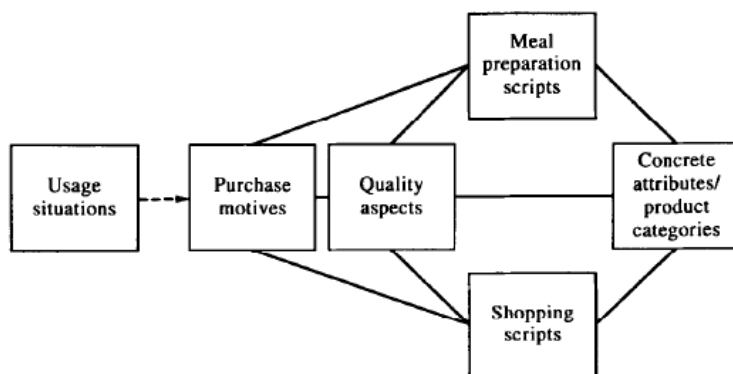 Meal
preparation
scripts
Usage
situations
Purchase
motives
Quality
aspects
Concrete
attributes/
product
categories
Shopping
scripts